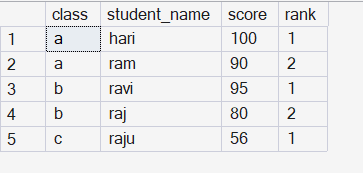 class student_name score rank
1 a hari 100 1
2 a ram 90 2
3 b ravi 95 1
4 b raj 80 2
5 c raju 56 1